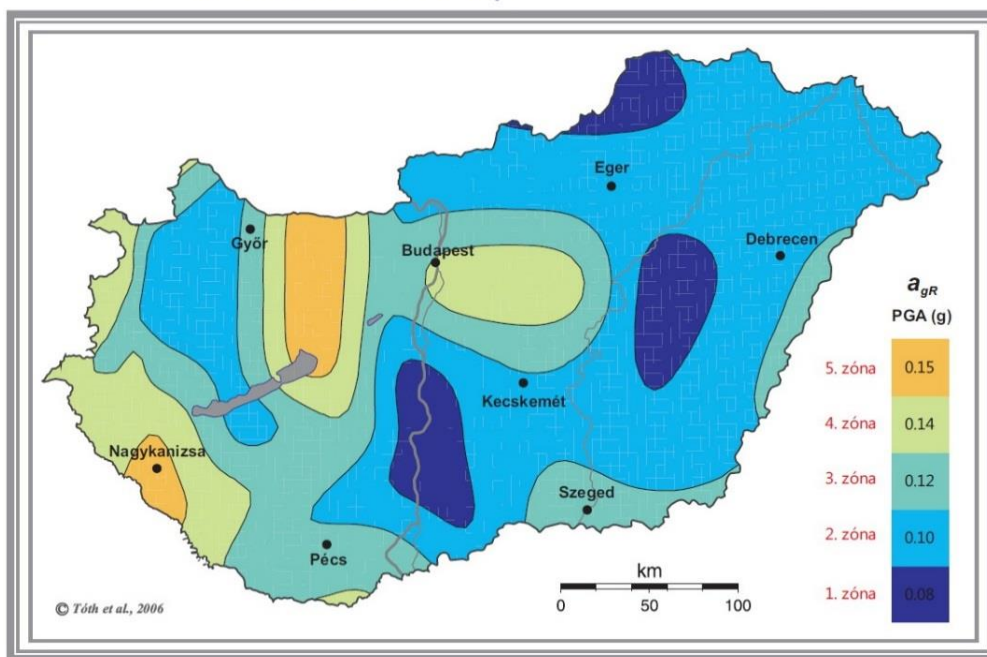 Eger
Debrecen
Győr
Budapest
Kecskemét
Nagykanizsa
Szeged
Pécs
a_gR
PGA (g)
5. zóna 0.15
4. zóna 0.14
3. zóna 0.12
2. zóna 0.10
1. zóna 0.08
km
0 50 100
© Tóth et al., 2006